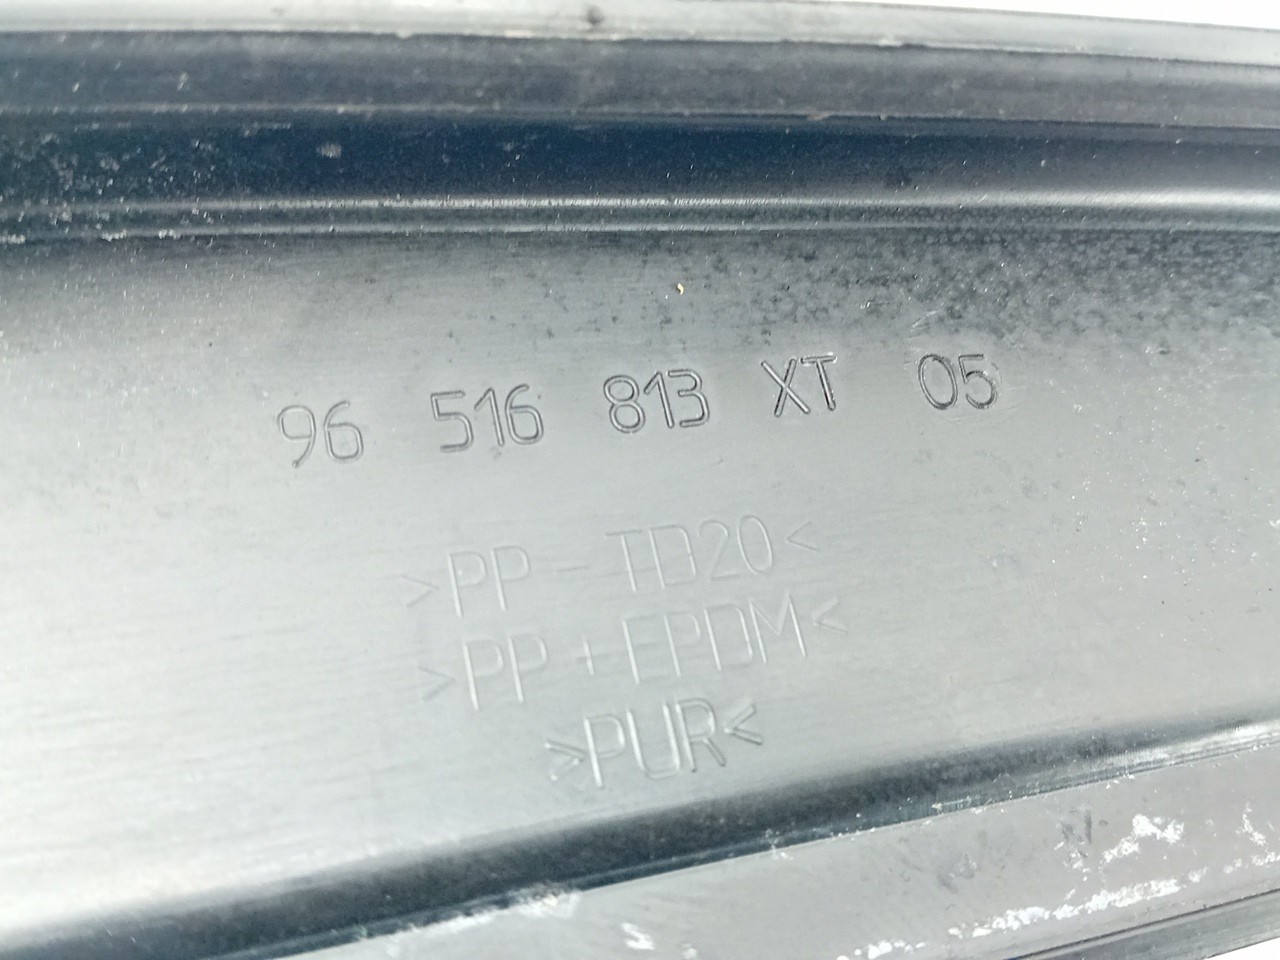 96 516 813 XT 05
>PP-TD20<
>PP+EPDM<
>PUR<